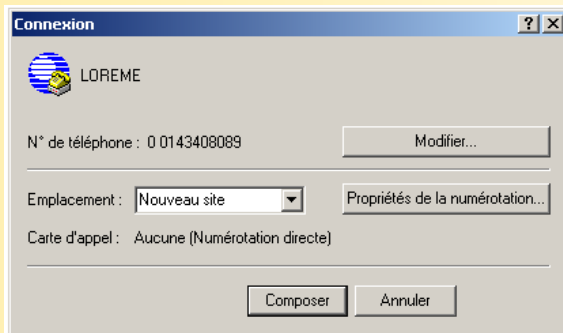 Connexion
LOREME
N° de téléphone : 0 0143408089
Modifier...
Emplacement : Nouveau site
Propriétés de la numérotation...
Carte d'appel : Aucune (Numérotation directe)
Composer
Annuler